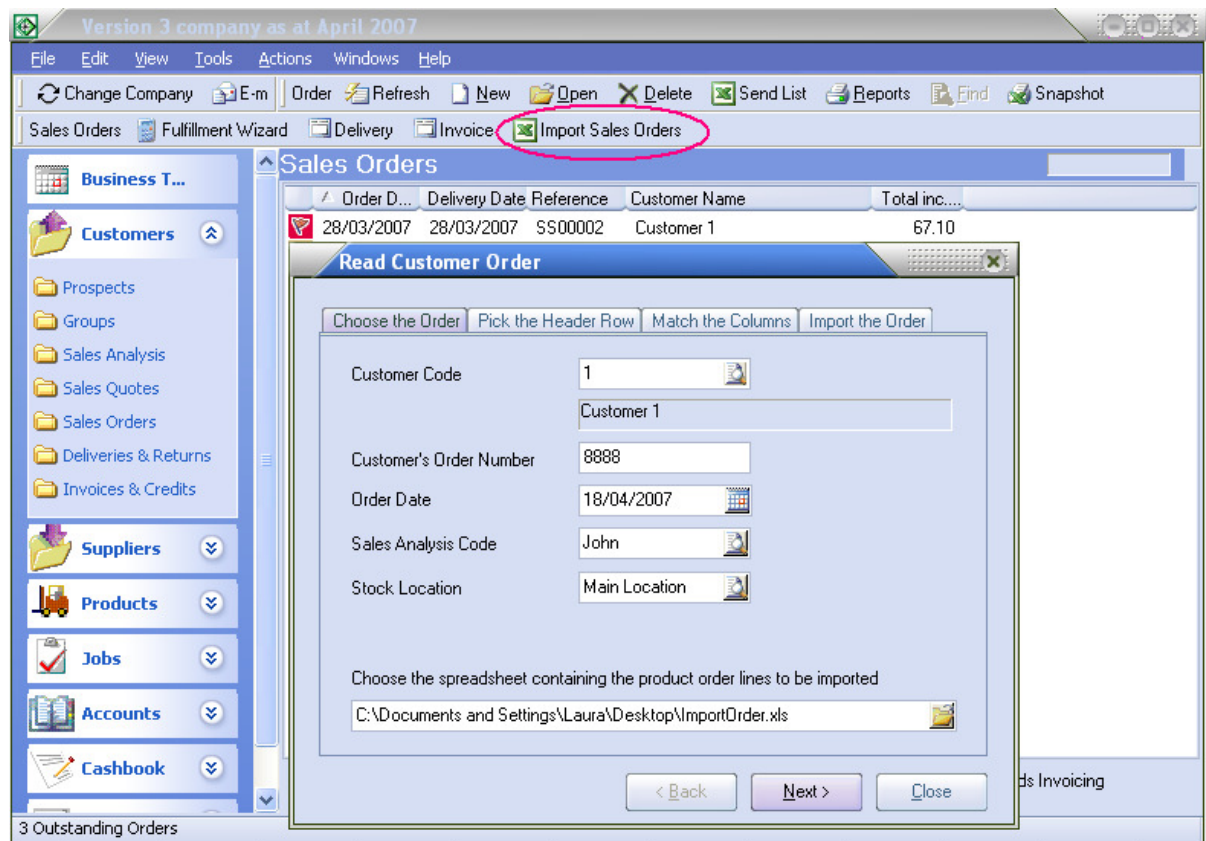 Version 3 company as at April 2007
File Edit View Tools Actions Windows Help
Change Company E-m Order Refresh New Open Delete Send List Reports Find Snapshot
Sales Orders Fulfillment Wizard Delivery Invoice Import Sales Orders
Sales Orders
Order D... Delivery Date Reference Customer Name Total inc....
28/03/2007 28/03/2007 SS00002 Customer 1 67.10
Business T...
Customers
Prospects
Groups
Sales Analysis
Sales Quotes
Sales Orders
Deliveries & Returns
Invoices & Credits
Suppliers
Products
Jobs
Accounts
Cashbook
Read Customer Order
Choose the Order Pick the Header Row Match the Columns Import the Order
Customer Code 1
Customer 1
Customer's Order Number 8888
Order Date 18/04/2007
Sales Analysis Code John
Stock Location Main Location
Choose the spreadsheet containing the product order lines to be imported
C:\Documents and Settings\Laura\Desktop\ImportOrder.xls
< Back Next > Close
ds Invoicing
3 Outstanding Orders